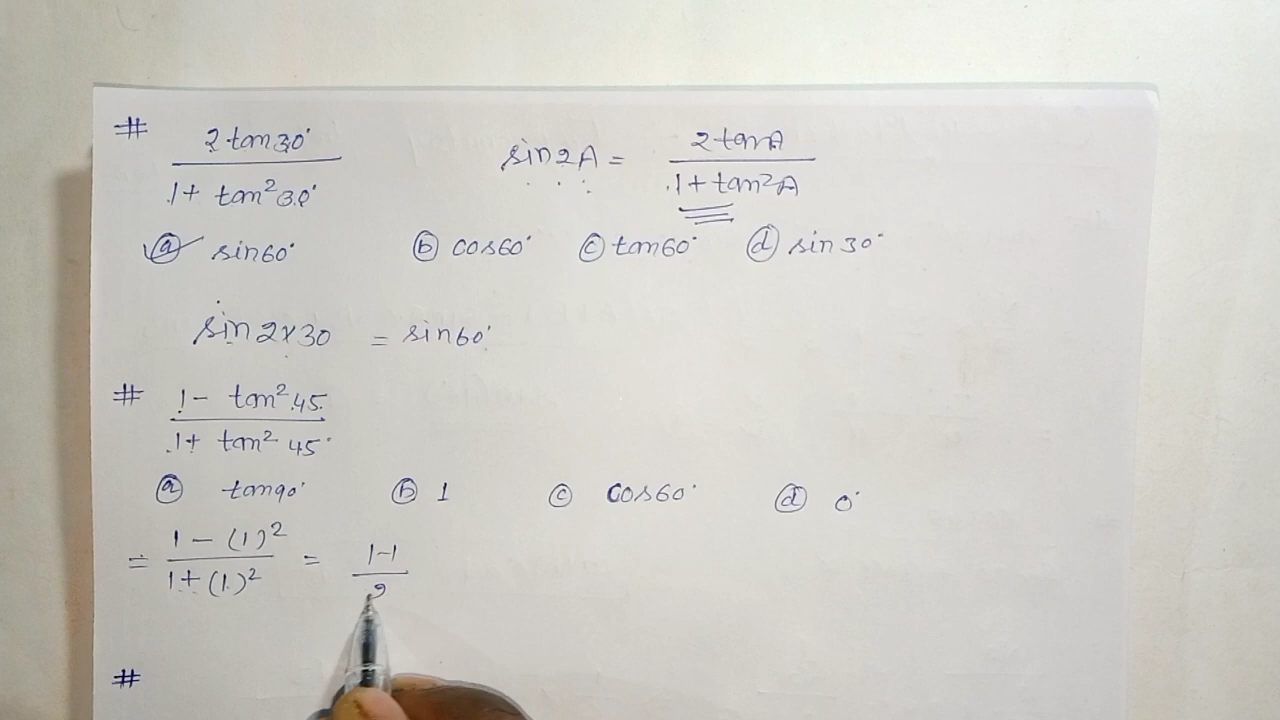 # 2 tan 30° / 1 + tan² 30°    sin 2A = 2 tan A / 1 + tan² A
ⓐ sin 60°    ⓑ cos 60°    ⓒ tan 60°    ⓓ sin 30°
sin 2 × 30 = sin 60°
# 1 - tan² 45 / 1 + tan² 45°
ⓐ tan 90°    ⓑ 1    ⓒ cos 60°    ⓓ 0°
= 1 - (1)² / 1 + (1)² = 1-1 / 2
#